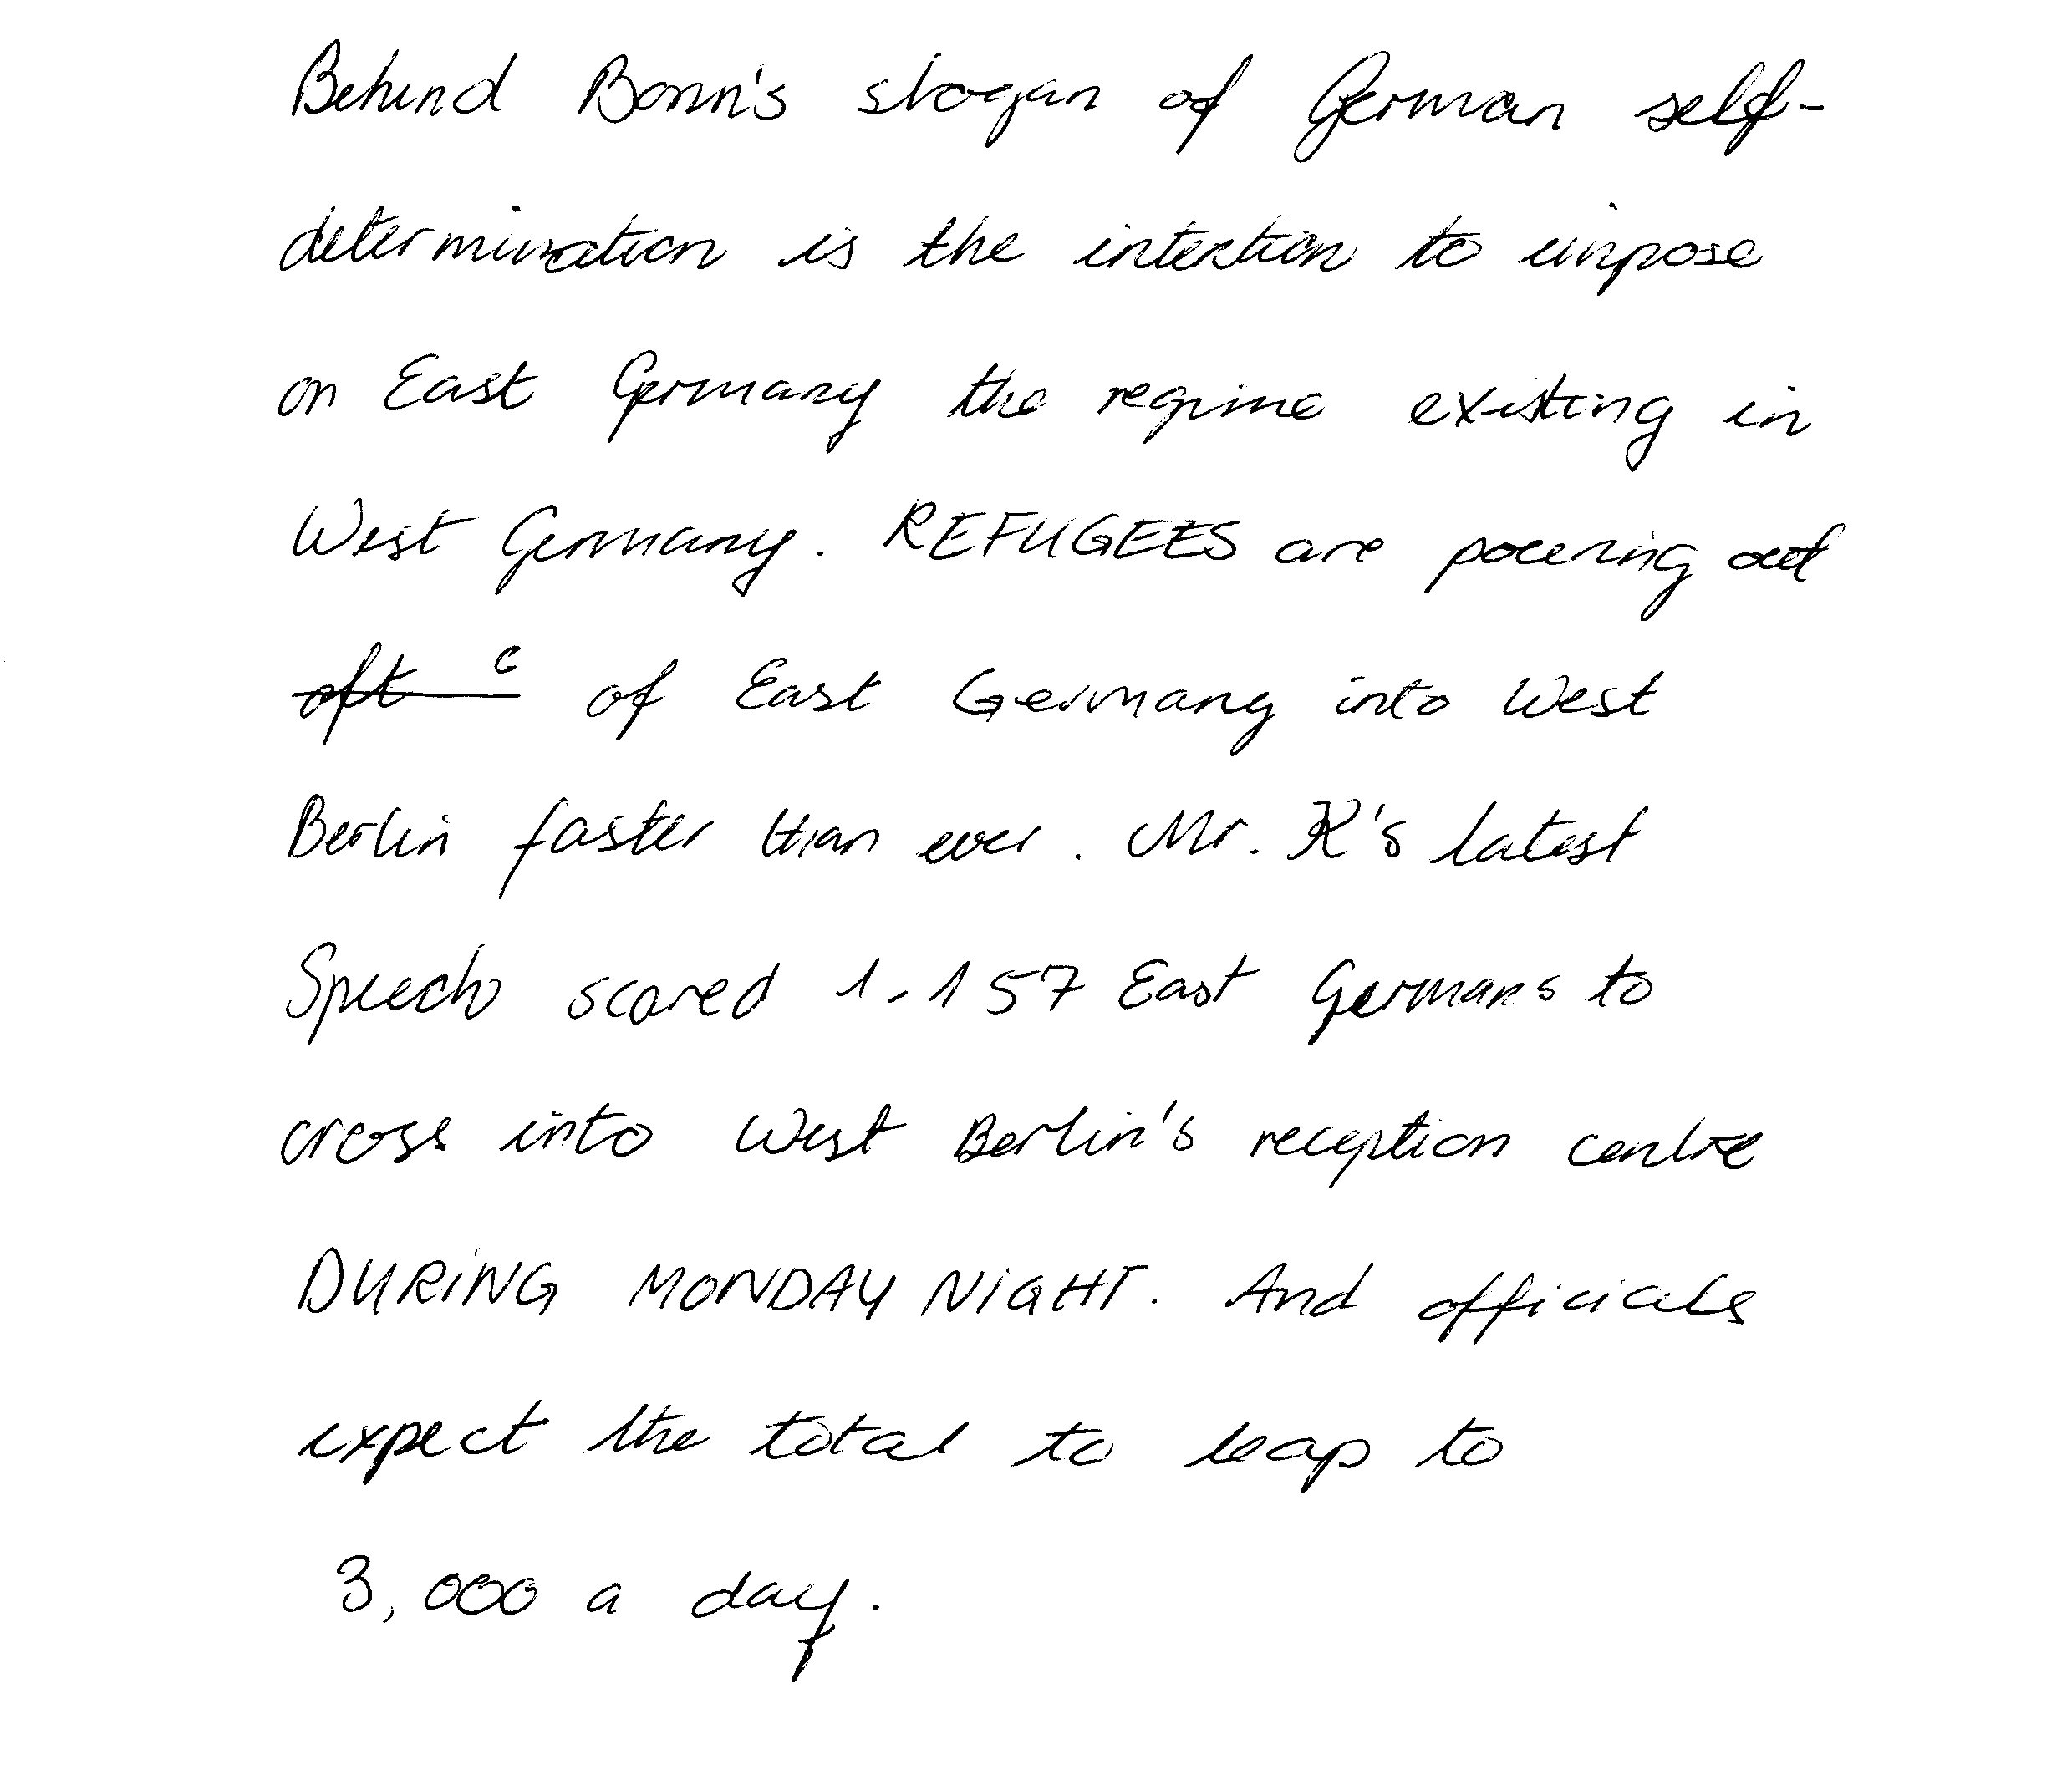 Behind Bonn's slogan of German self-
determination is the intention to impose
on East Germany the regime existing in
West Germany. REFUGEES are pouring out
of East Germany into West
Berlin faster than ever. Mr. K's latest
Speech scared 1.157 East Germans to
cross into West Berlin's reception centre
DURING MONDAY NIGHT. And officials
expect the total to leap to
3,000 a day.